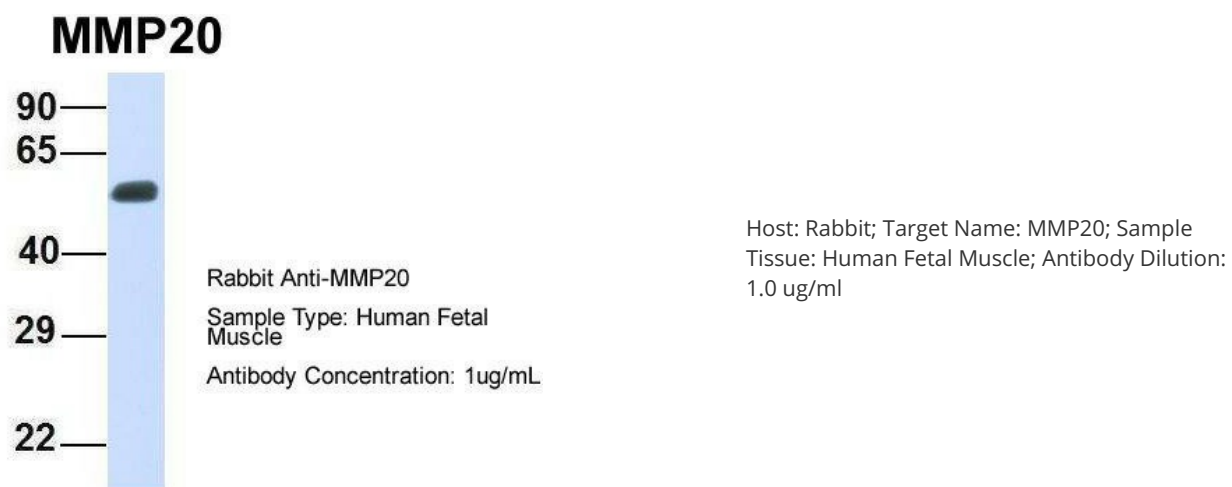 MMP20
90
65
40
29
22
Rabbit Anti-MMP20
Sample Type: Human Fetal
Muscle
Antibody Concentration: 1ug/mL
Host: Rabbit; Target Name: MMP20; Sample
Tissue: Human Fetal Muscle; Antibody Dilution:
1.0 ug/ml